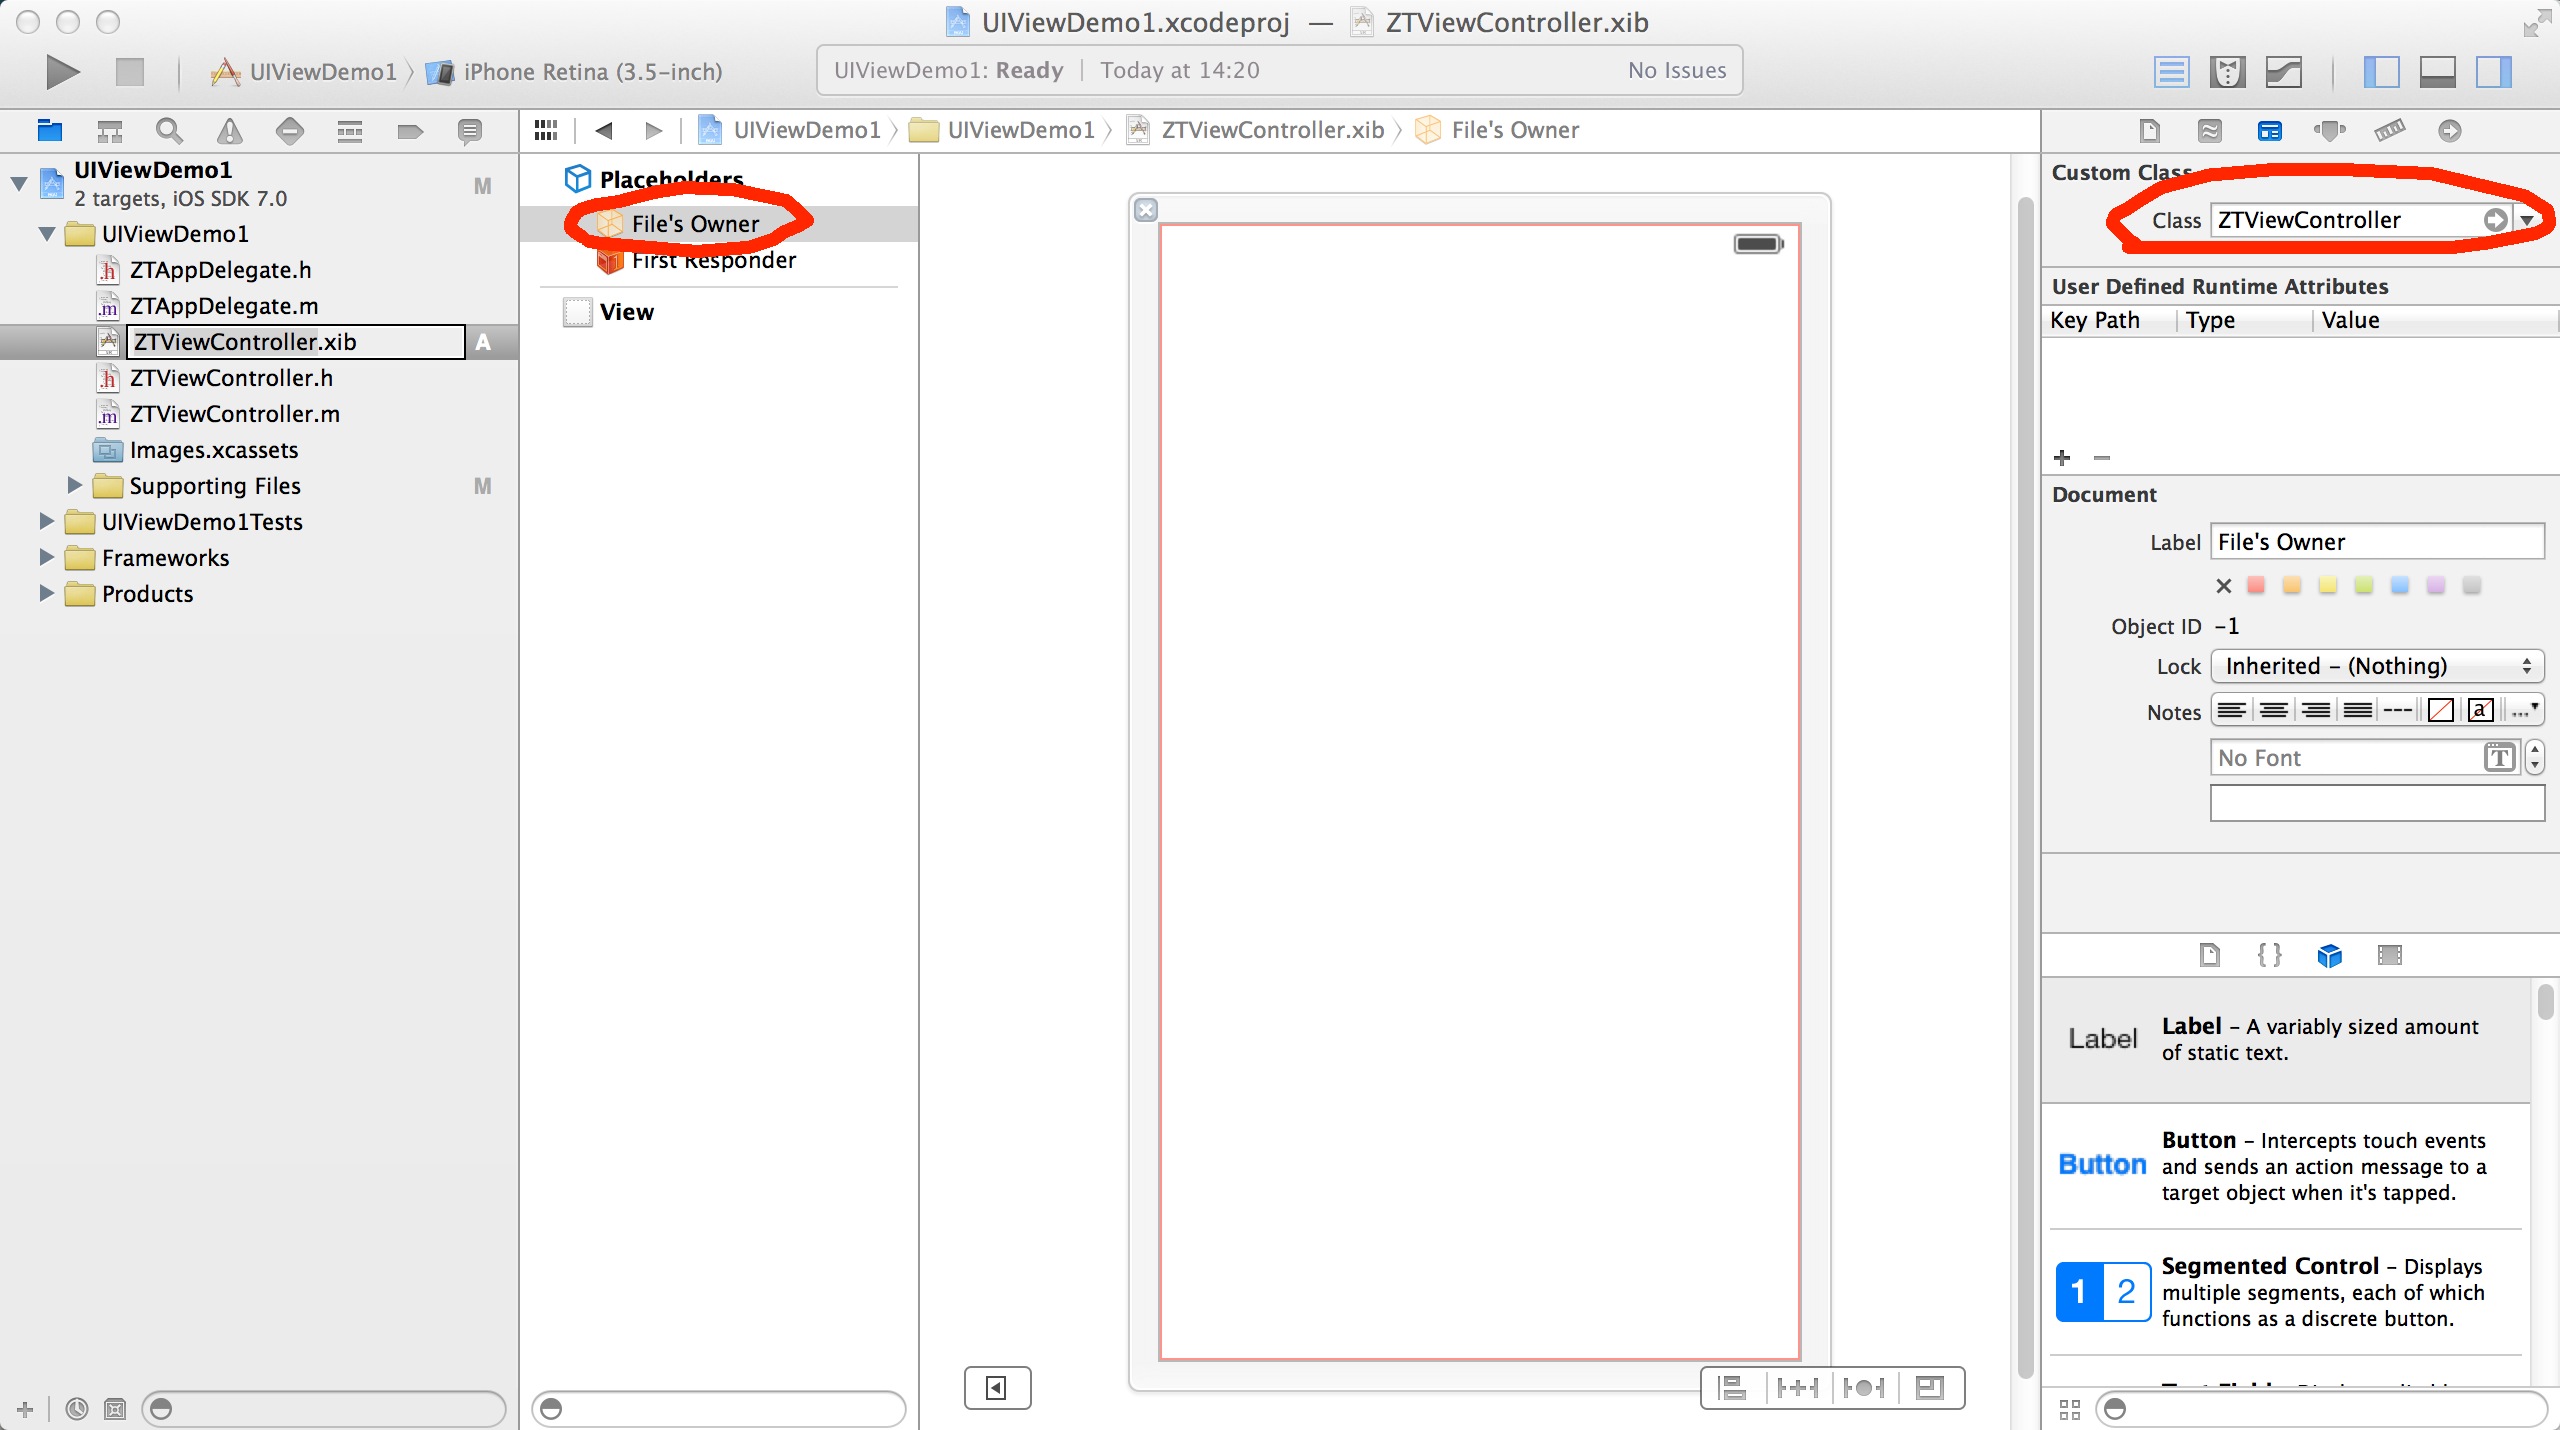 UIViewDemo1.xcodeproj — ZTViewController.xib
UIViewDemo1 iPhone Retina (3.5-inch)
UIViewDemo1: Ready Today at 14:20 No Issues
UIViewDemo1 UIViewDemo1 ZTViewController.xib File's Owner
UIViewDemo1 M
2 targets, iOS SDK 7.0
UIViewDemo1
ZTAppDelegate.h
ZTAppDelegate.m
ZTViewController.xib A
ZTViewController.h
ZTViewController.m
Images.xcassets
Supporting Files M
UIViewDemo1Tests
Frameworks
Products
Placeholders
File's Owner
First Responder
View
Custom Class
Class ZTViewController
User Defined Runtime Attributes
Key Path Type Value
Document
Label File's Owner
Object ID -1
Lock Inherited - (Nothing)
Notes
No Font
Label Label - A variably sized amount
of static text.
Button - Intercepts touch events
Button and sends an action message to a
target object when it's tapped.
Segmented Control - Displays
1 2 multiple segments, each of which
functions as a discrete button.